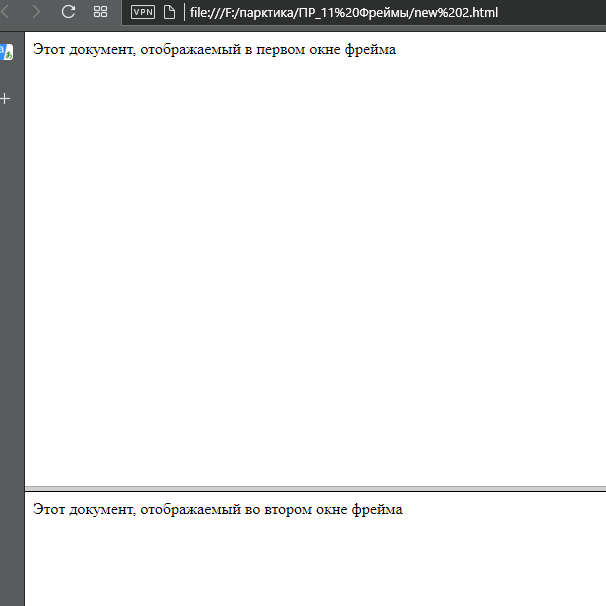 VPN file:///F:/парктика/ПР_11%20Фреймы/new%202.html
Этот документ, отображаемый в первом окне фрейма
Этот документ, отображаемый во втором окне фрейма